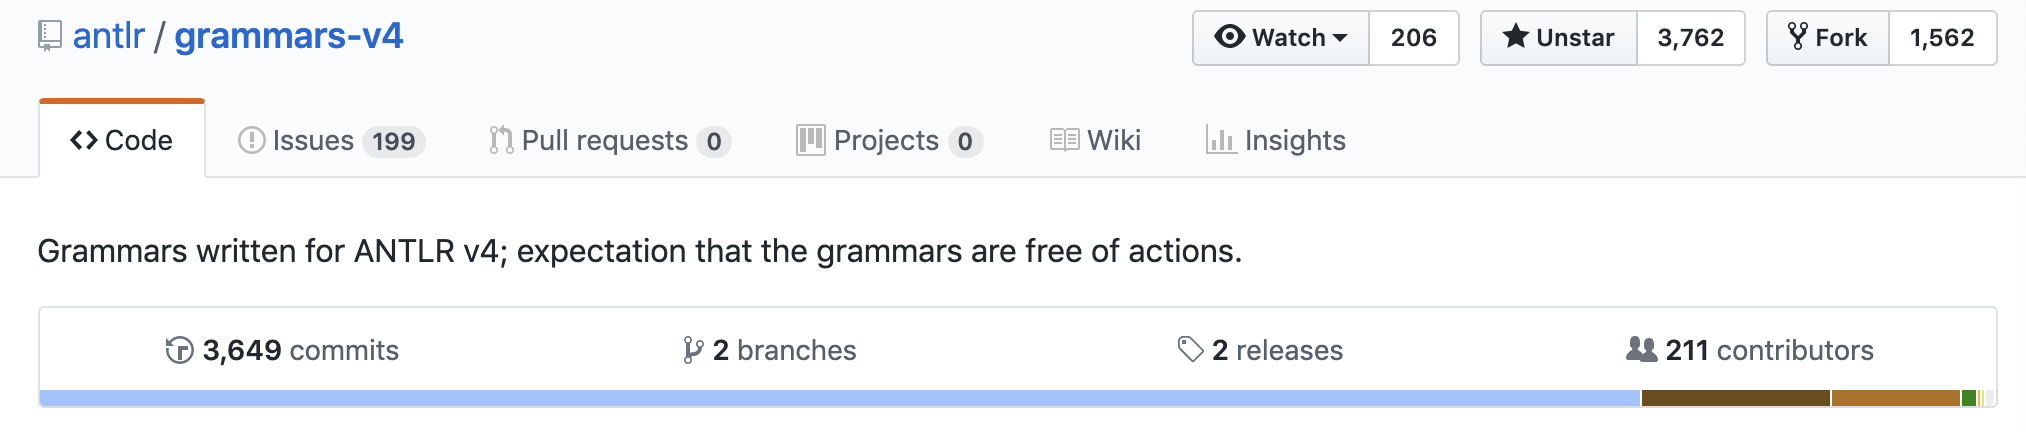 antlr / grammars-v4 Watch 206 Unstar 3,762 Fork 1,562
Code Issues 199 Pull requests 0 Projects 0 Wiki Insights
Grammars written for ANTLR v4; expectation that the grammars are free of actions.
3,649 commits 2 branches 2 releases 211 contributors